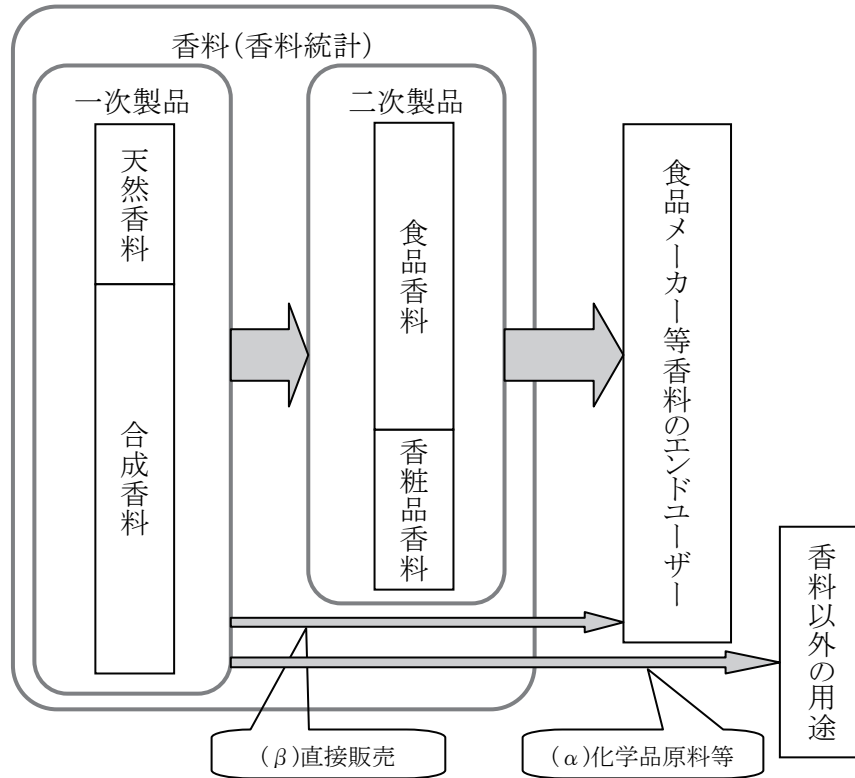 香料(香料統計)
一次製品
天然香料
合成香料
二次製品
食品香料
香粧品香料
食品メーカー等香料のエンドユーザー
香料以外の用途
(β)直接販売
(α)化学品原料等